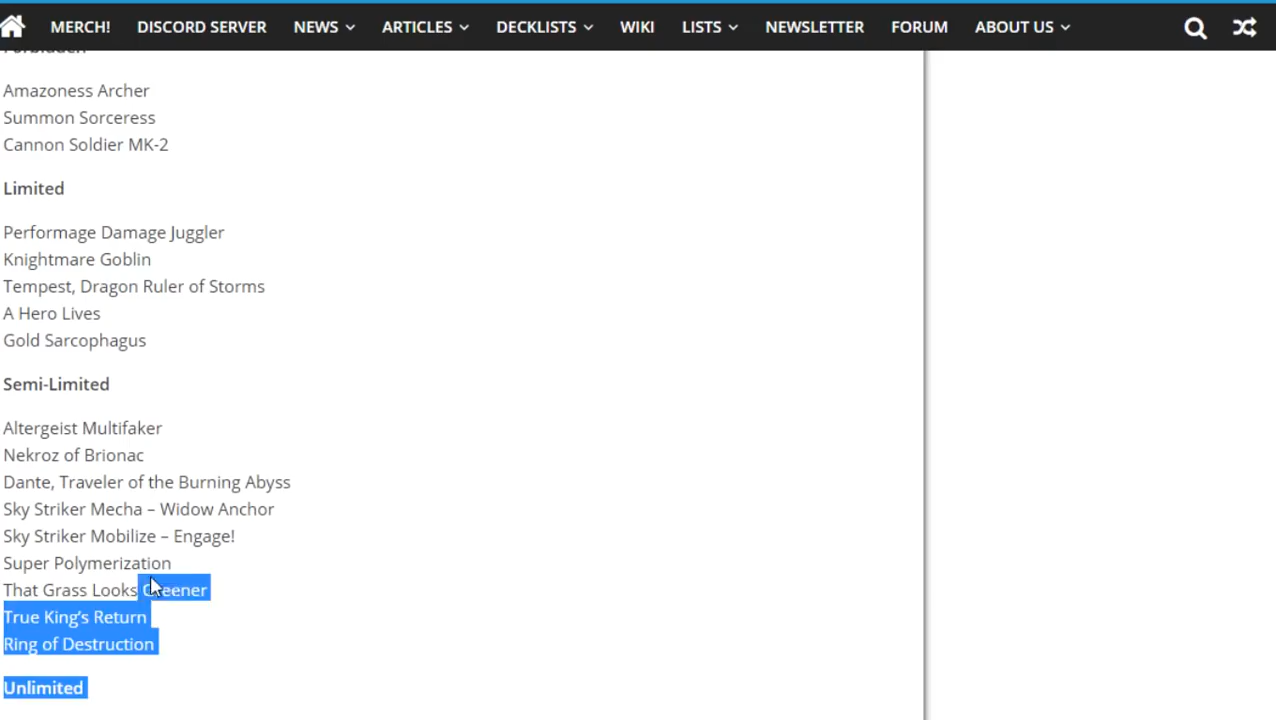 MERCH! DISCORD SERVER NEWS ARTICLES DECKLISTS WIKI LISTS NEWSLETTER FORUM ABOUT US
Forbidden
Amazoness Archer
Summon Sorceress
Cannon Soldier MK-2
Limited
Performage Damage Juggler
Knightmare Goblin
Tempest, Dragon Ruler of Storms
A Hero Lives
Gold Sarcophagus
Semi-Limited
Altergeist Multifaker
Nekroz of Brionac
Dante, Traveler of the Burning Abyss
Sky Striker Mecha – Widow Anchor
Sky Striker Mobilize – Engage!
Super Polymerization
That Grass Looks Greener
True King’s Return
Ring of Destruction
Unlimited